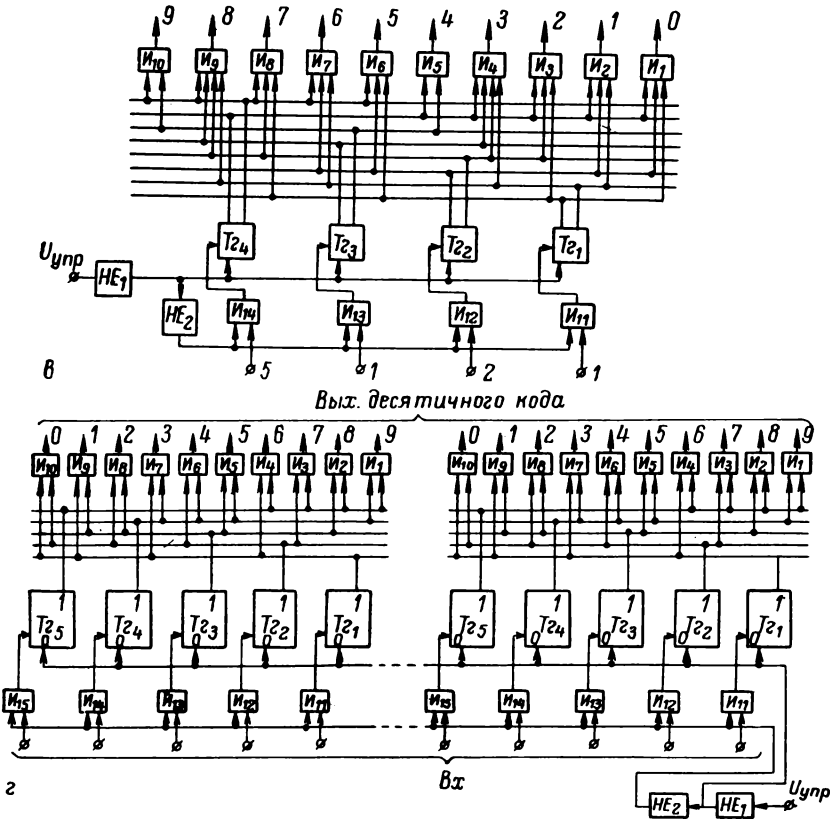 9 8 7 6 5 4 3 2 1 0
И10 И9 И8 И7 И6 И5 И4 И3 И2 И1
Тг4 Тг3 Тг2 Тг1
Uупр
НЕ1
НЕ2 И14 И13 И12 И11
в 5 1 2 1
Вых. десятичного кода
0 1 2 3 4 5 6 7 8 9 0 1 2 3 4 5 6 7 8 9
И10 И9 И8 И7 И6 И5 И4 И3 И2 И1 И10 И9 И8 И7 И6 И5 И4 И3 И2 И1
1 1 1 1 1 1 1 1 1 1
Тг5 Тг4 Тг3 Тг2 Тг1 Тг5 Тг4 Тг3 Тг2 Тг1
0 0 0 0 0 0 0 0 0 0
И15 И14 И13 И12 И11 И15 И14 И13 И12 И11
Вх
г НЕ2 НЕ1 Uупр